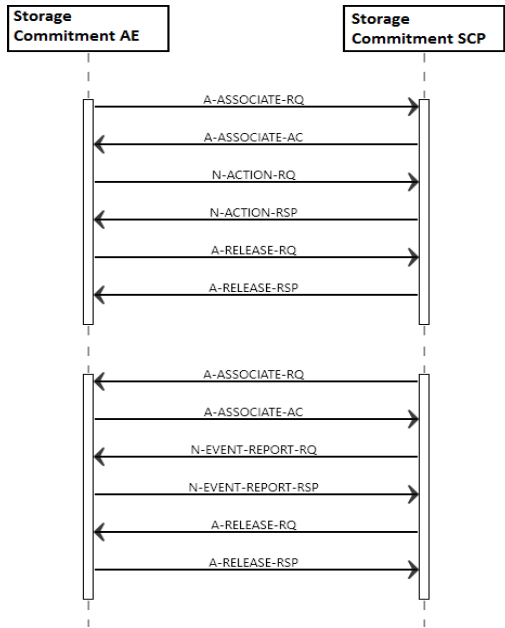 Storage
Commitment AE
Storage
Commitment SCP
A-ASSOCIATE-RQ
A-ASSOCIATE-AC
N-ACTION-RQ
N-ACTION-RSP
A-RELEASE-RQ
A-RELEASE-RSP
A-ASSOCIATE-RQ
A-ASSOCIATE-AC
N-EVENT-REPORT-RQ
N-EVENT-REPORT-RSP
A-RELEASE-RQ
A-RELEASE-RSP